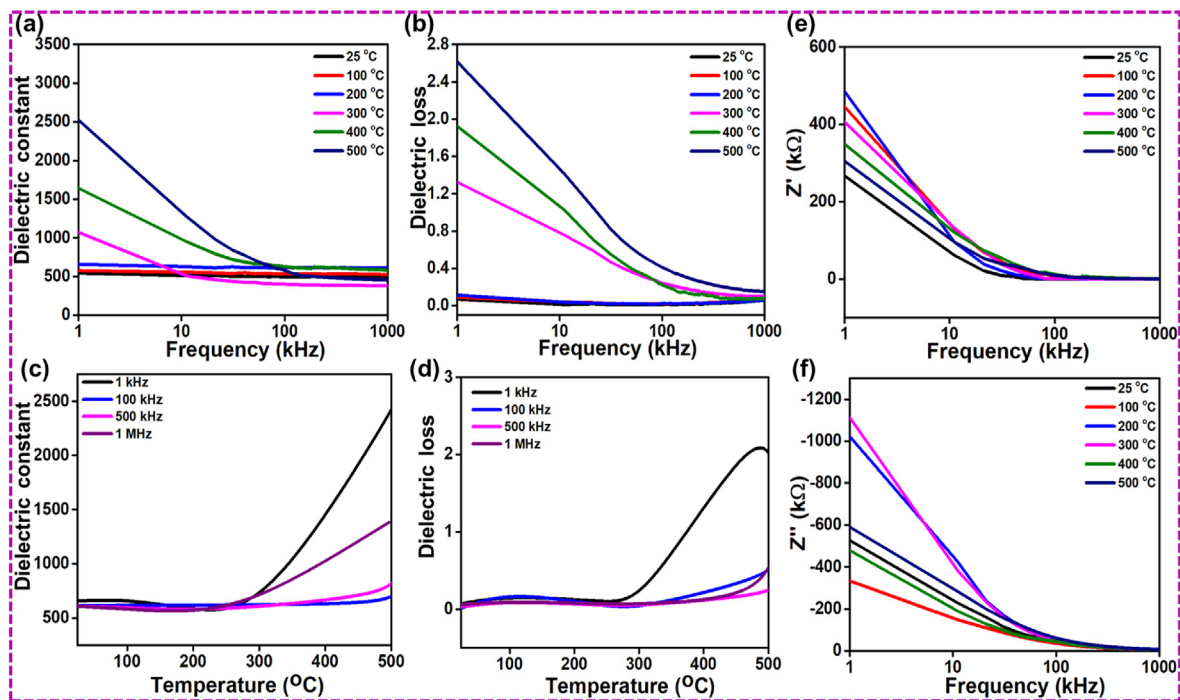 (a)
3500
3000
2500
2000
1500
1000
500
0
Dielectric constant
25 °C
100 °C
200 °C
300 °C
400 °C
500 °C
1 10 100 1000
Frequency (kHz)
(b)
2.8
2.4
2.0
1.6
1.2
0.8
0.4
0.0
Dielectric loss
25 °C
100 °C
200 °C
300 °C
400 °C
500 °C
1 10 100 1000
Frequency (kHz)
(e)
600
400
200
0
Z' (kΩ)
25 °C
100 °C
200 °C
300 °C
400 °C
500 °C
1 10 100 1000
Frequency (kHz)
(c)
2500
2000
1500
1000
500
Dielectric constant
1 kHz
100 kHz
500 kHz
1 MHz
100 200 300 400 500
Temperature (°C)
(d)
3
2
1
0
Dielectric loss
1 kHz
100 kHz
500 kHz
1 MHz
100 200 300 400 500
Temperature (°C)
(f)
-1200
-1000
-800
-600
-400
-200
0
Z'' (kΩ)
25 °C
100 °C
200 °C
300 °C
400 °C
500 °C
1 10 100 1000
Frequency (kHz)